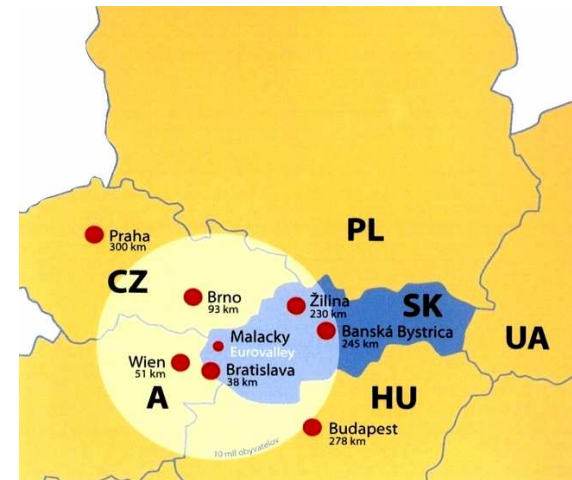 PL
Praha
300 km
CZ
Brno
93 km
Žilina
230 km
SK
Banská Bystrica
245 km
UA
Malacky
Eurovalley
Wien
51 km
Bratislava
38 km
A
HU
Budapest
278 km
10 mil obyvateľov